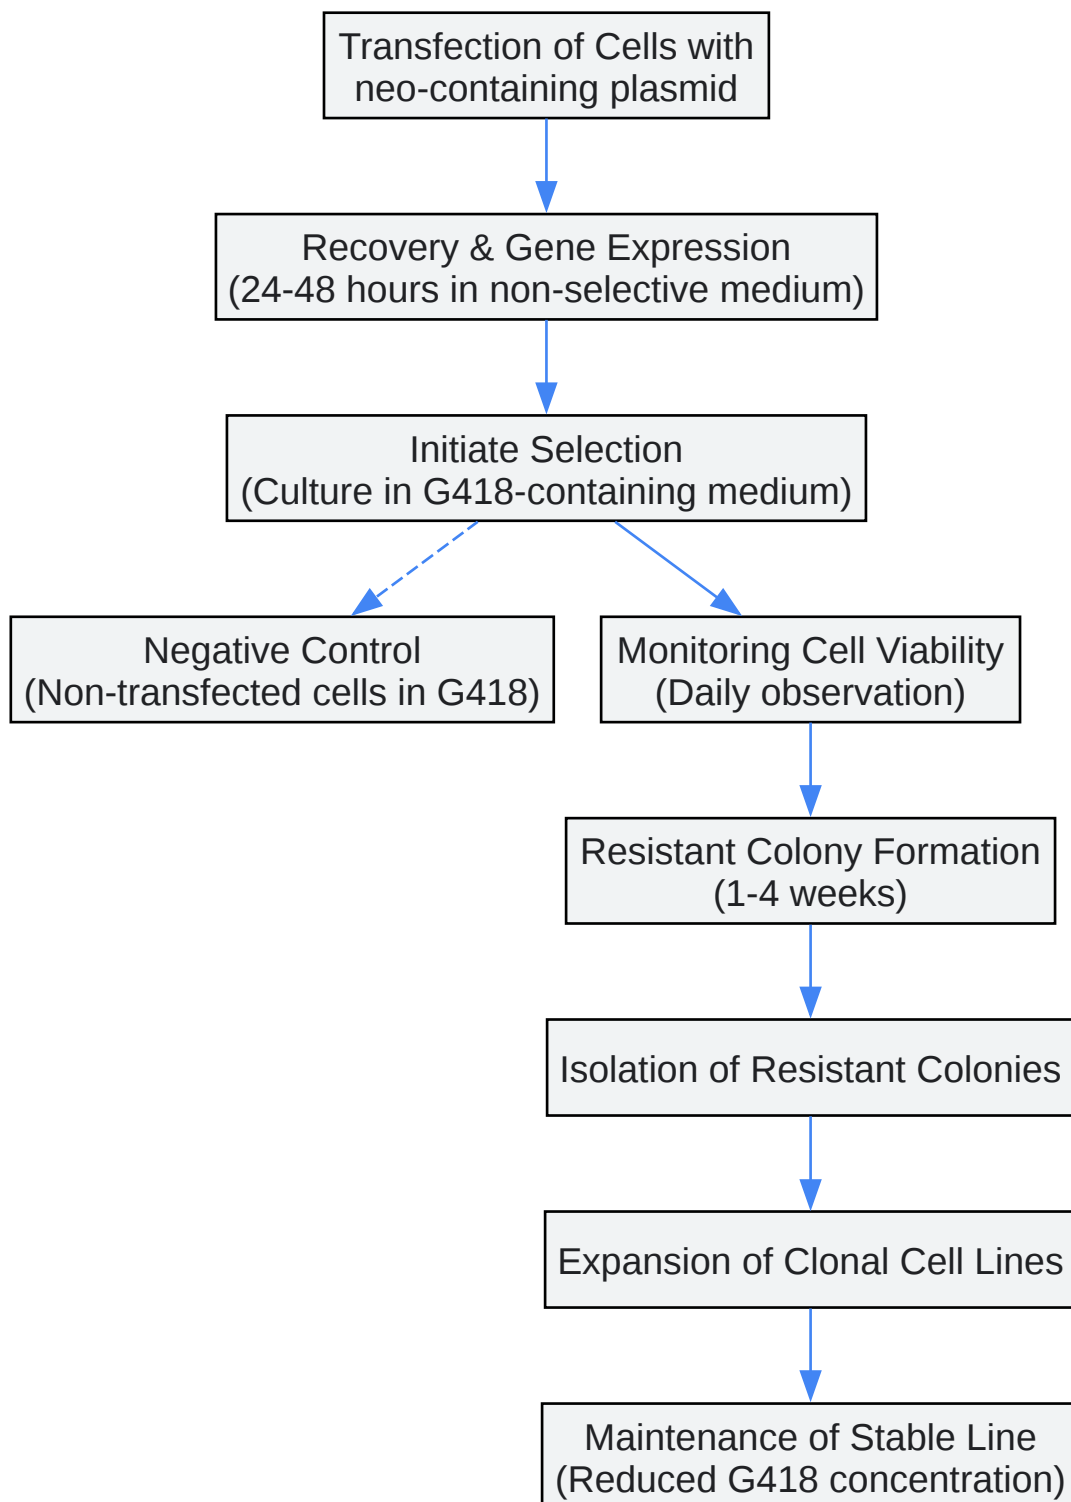 Transfection of Cells with
neo-containing plasmid
Recovery & Gene Expression
(24-48 hours in non-selective medium)
Initiate Selection
(Culture in G418-containing medium)
Negative Control
(Non-transfected cells in G418)
Monitoring Cell Viability
(Daily observation)
Resistant Colony Formation
(1-4 weeks)
Isolation of Resistant Colonies
Expansion of Clonal Cell Lines
Maintenance of Stable Line
(Reduced G418 concentration)